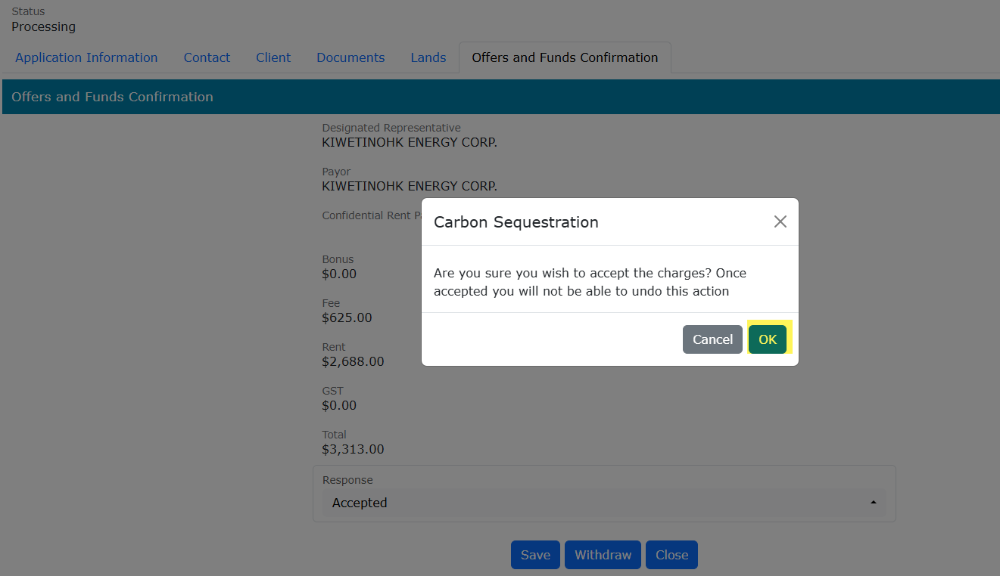 Status
Processing
Application Information Contact Client Documents Lands Offers and Funds Confirmation
Offers and Funds Confirmation
Designated Representative
KIWETINOHK ENERGY CORP.
Payor
KIWETINOHK ENERGY CORP.
Confidential Rent
Carbon Sequestration
Are you sure you wish to accept the charges? Once
accepted you will not be able to undo this action
Cancel OK
Bonus
$0.00
Fee
$625.00
Rent
$2,688.00
GST
$0.00
Total
$3,313.00
Response
Accepted
Save Withdraw Close